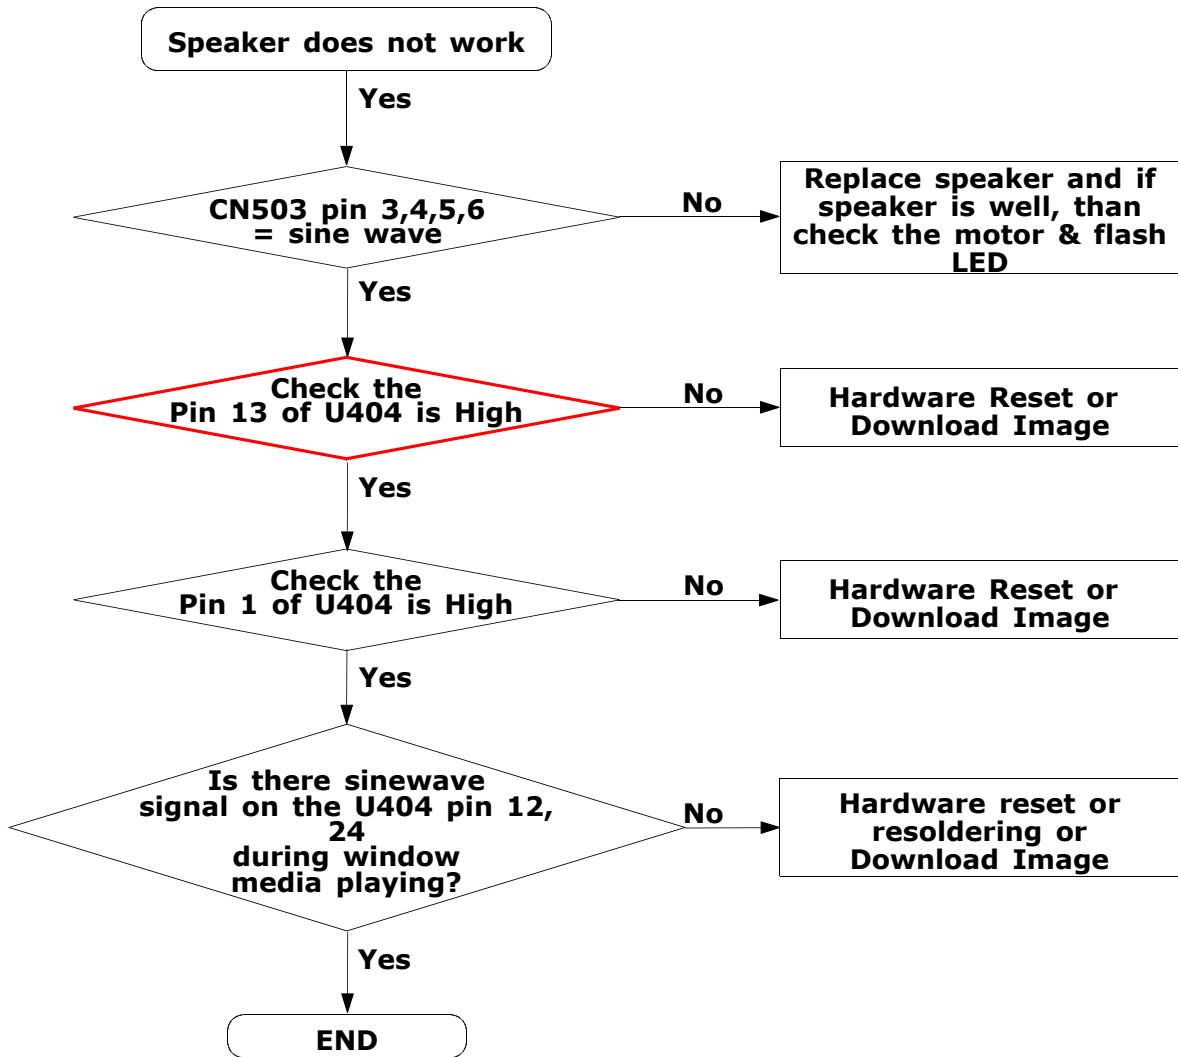 Speaker does not work
Yes
CN503 pin 3,4,5,6
= sine wave
No
Replace speaker and if
speaker is well, than
check the motor & flash
LED
Yes
Check the
Pin 13 of U404 is High
No
Hardware Reset or
Download Image
Yes
Check the
Pin 1 of U404 is High
No
Hardware Reset or
Download Image
Yes
Is there sinewave
signal on the U404 pin 12,
24
during window
media playing?
No
Hardware reset or
resoldering or
Download Image
Yes
END